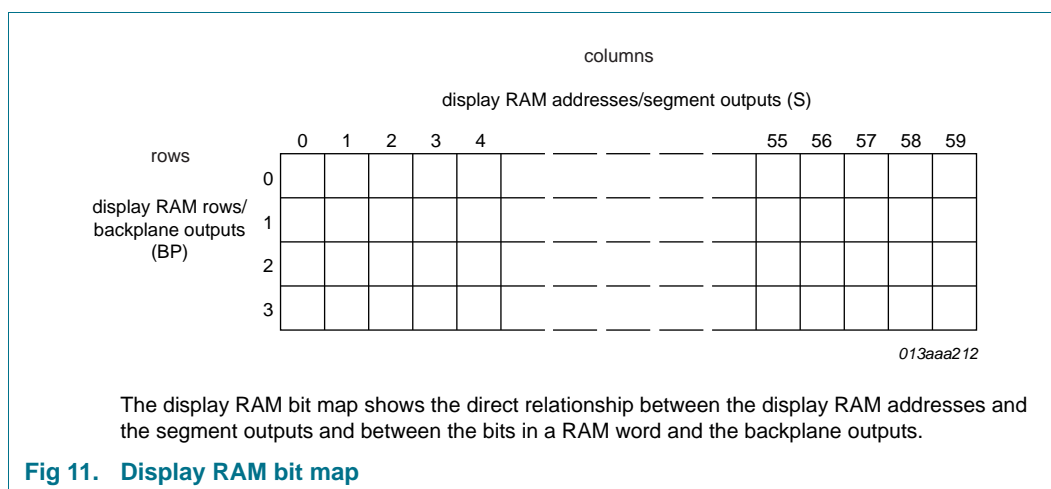 columns
display RAM addresses/segment outputs (S)
0 1 2 3 4 55 56 57 58 59
rows
0
display RAM rows/
1
backplane outputs
(BP)
2
3
013aaa212
The display RAM bit map shows the direct relationship between the display RAM addresses and
the segment outputs and between the bits in a RAM word and the backplane outputs.
Fig 11. Display RAM bit map